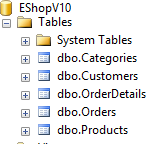 EShopV10
Tables
System Tables
dbo.Categories
dbo.Customers
dbo.OrderDetails
dbo.Orders
dbo.Products